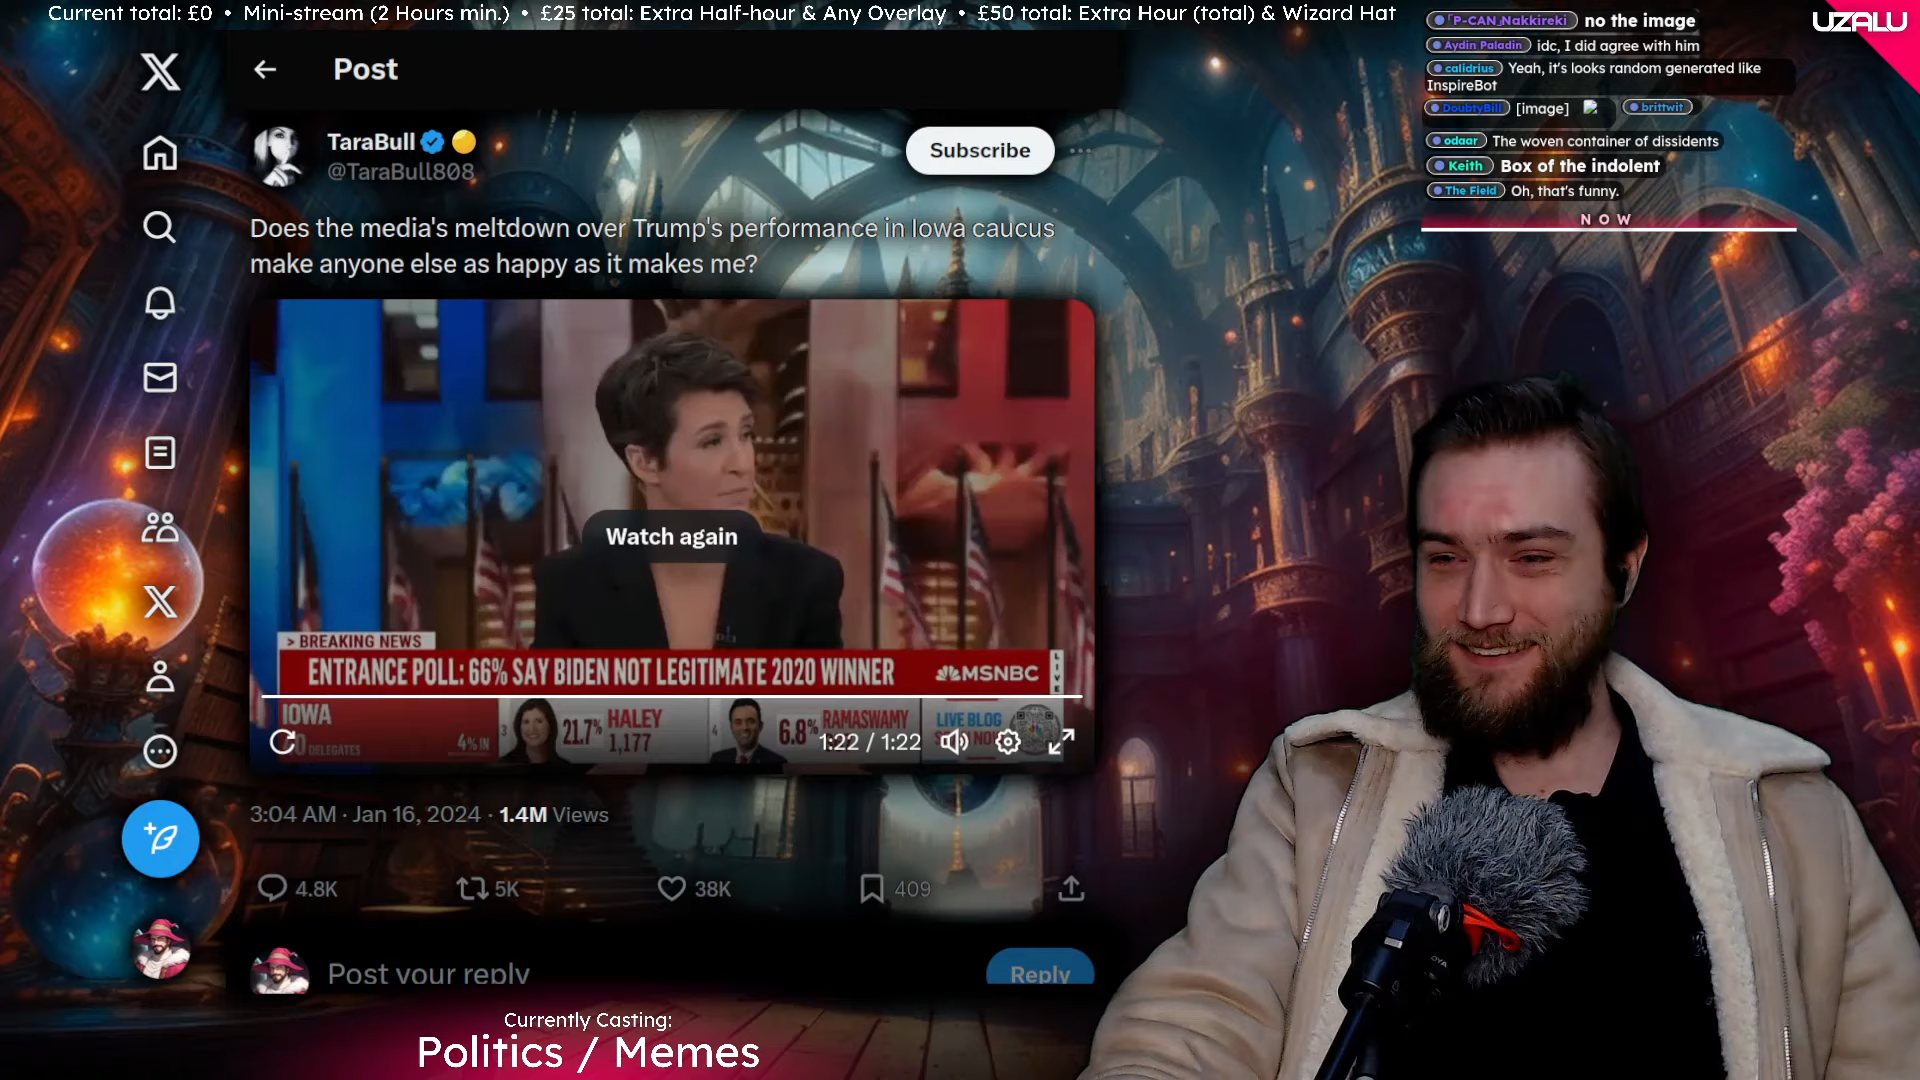 Current total: £0 • Mini-stream (2 Hours min.) • £25 total: Extra Half-hour & Any Overlay • £50 total: Extra Hour (total) & Wizard Hat
UZALU
「P-CAN」Nakkireki no the image
Aydin Paladin idc, I did agree with him
calidrius Yeah, it's looks random generated like
InspireBot
DoubtyBill [image] brittwit
odaar The woven container of dissidents
Keith Box of the indolent
The Field Oh, that's funny.
NOW
Post
TaraBull
@TaraBull808
Subscribe
Does the media's meltdown over Trump's performance in Iowa caucus
make anyone else as happy as it makes me?
Watch again
> BREAKING NEWS
ENTRANCE POLL: 66% SAY BIDEN NOT LEGITIMATE 2020 WINNER
MSNBC
LIVE
IOWA
DELEGATES
4% IN
3
21.7% HALEY
1,177
4
6.8% RAMASWAMY
LIVE BLOG
1:22 / 1:22
3:04 AM · Jan 16, 2024 · 1.4M Views
4.8K
5K
38K
409
Post your reply
Reply
Currently Casting:
Politics / Memes